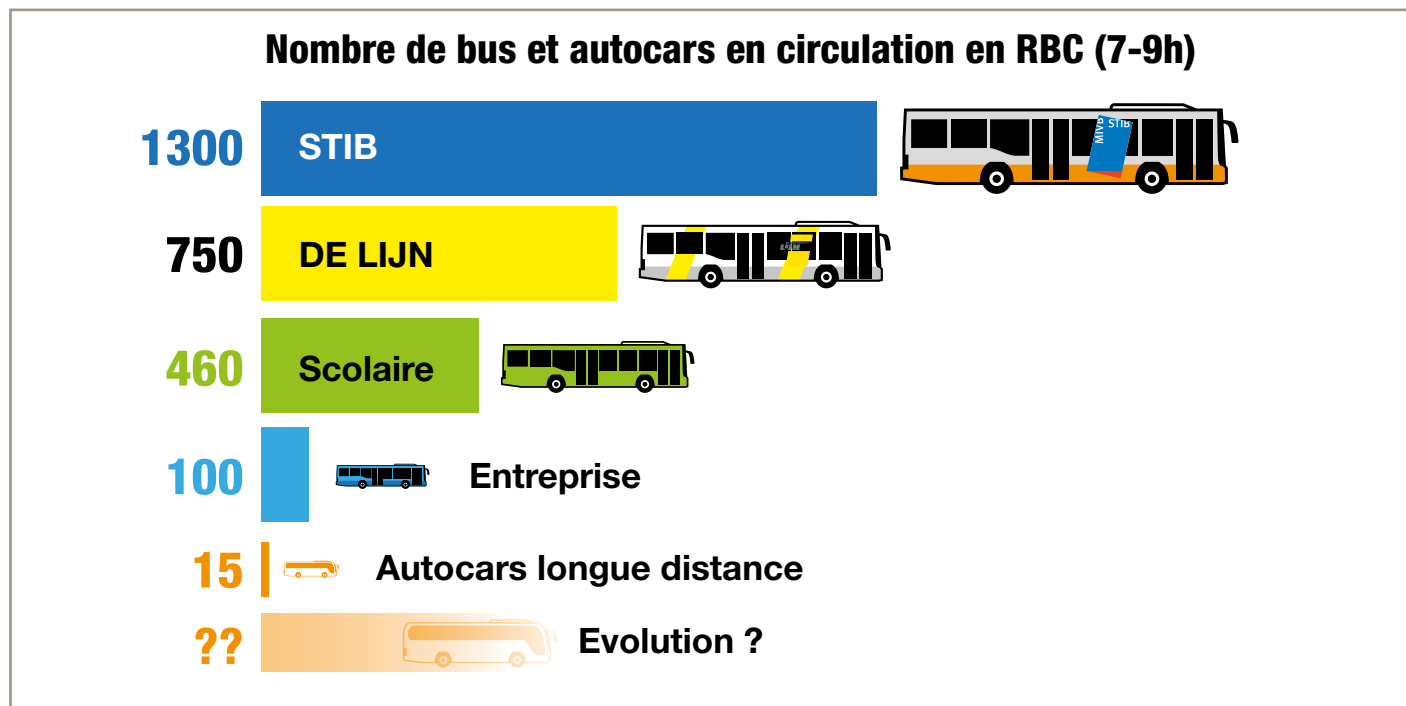 Nombre de bus et autocars en circulation en RBC (7-9h)
1300 STIB
MIVB STIB
750 DE LIJN
LIJN
460 Scolaire
100 Entreprise
15 Autocars longue distance
?? Evolution ?